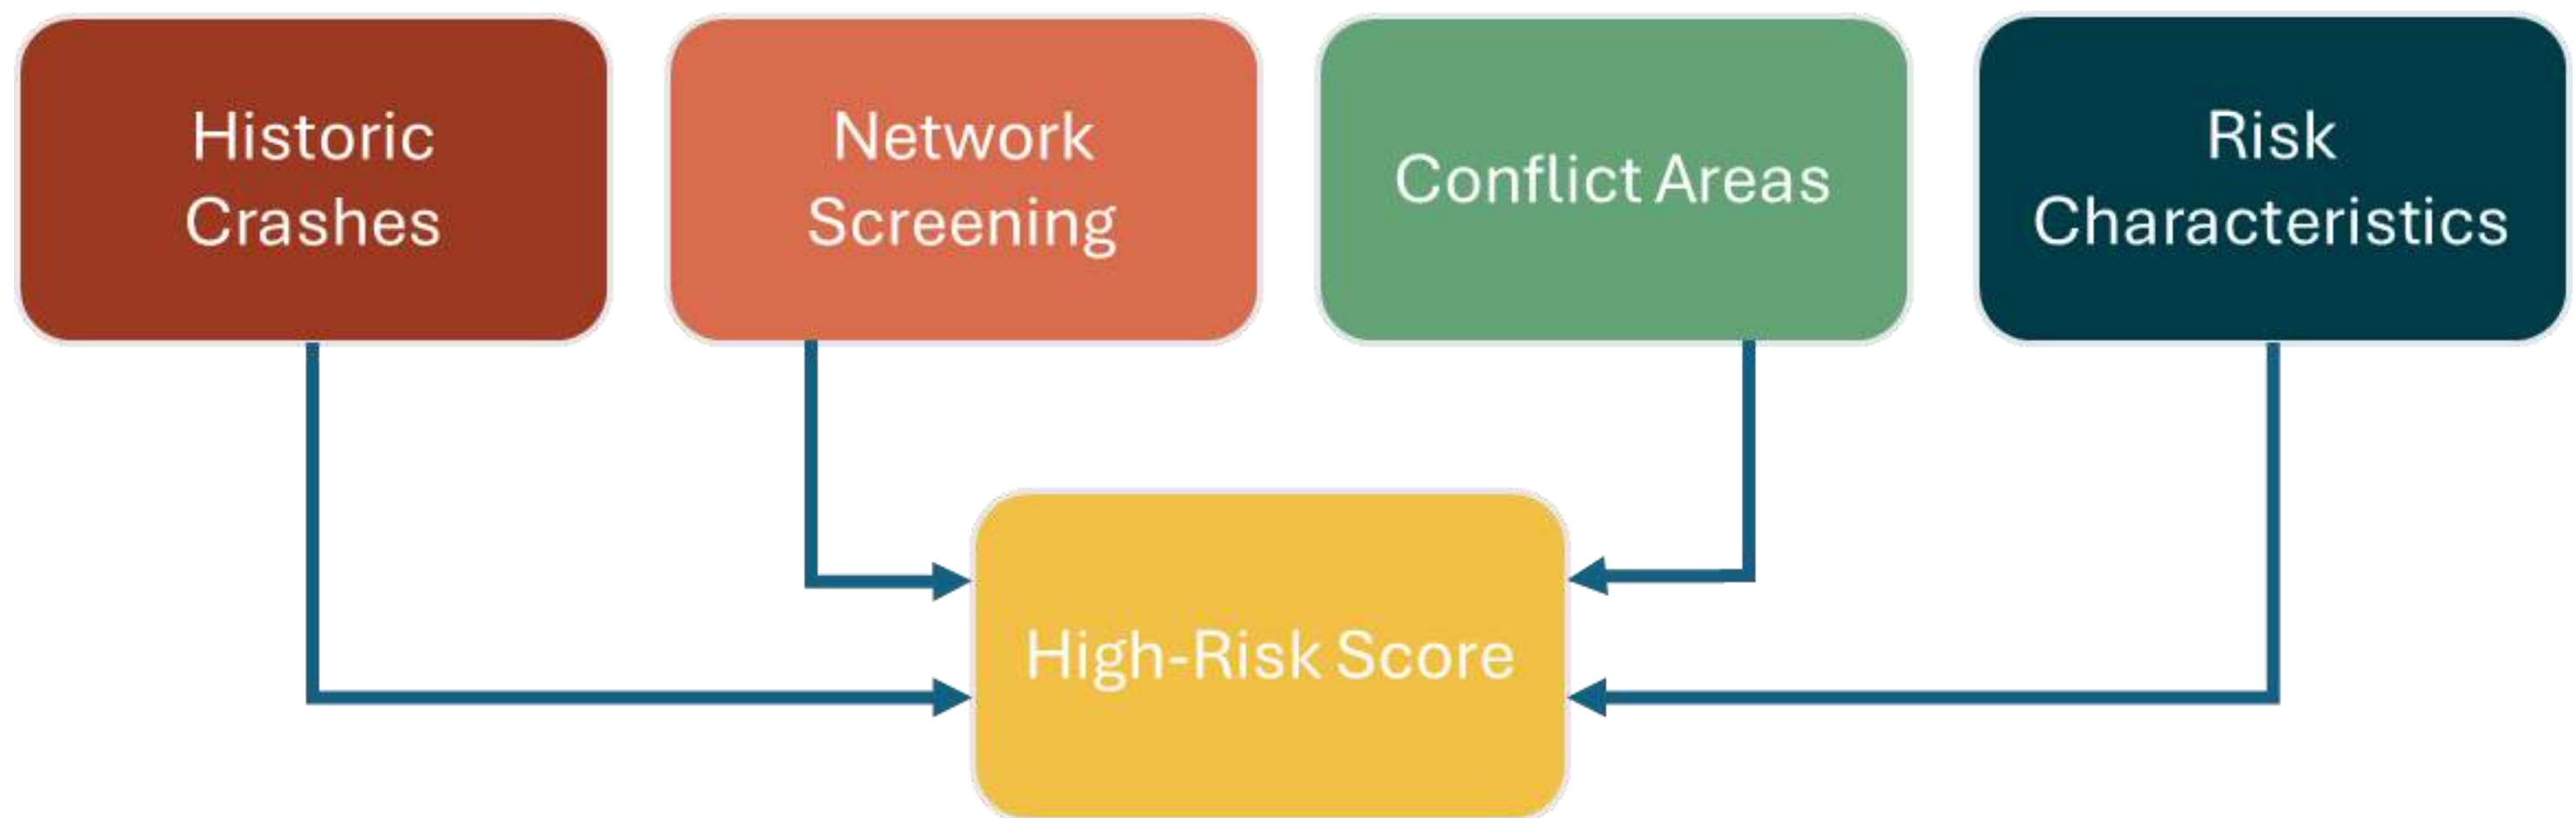 Historic
Crashes
Network
Screening
Conflict Areas
Risk
Characteristics
High-Risk Score